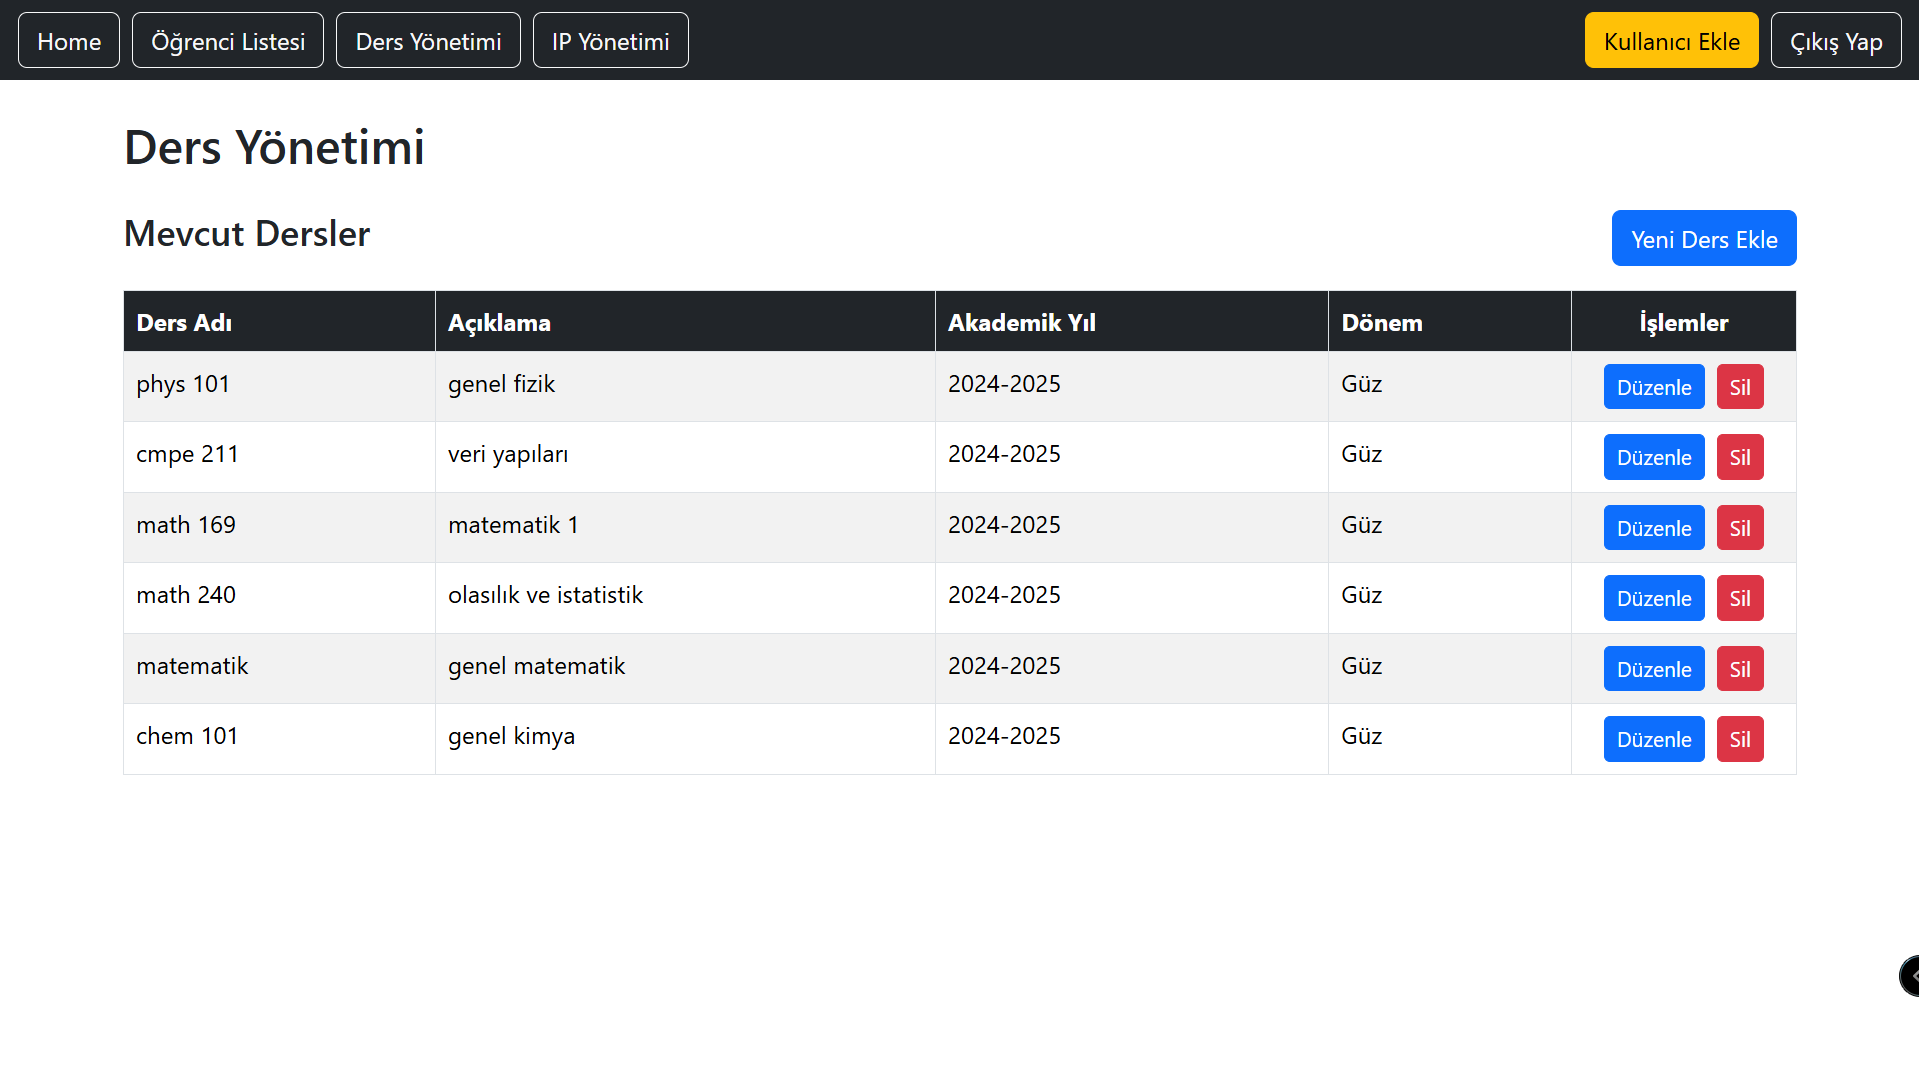 Home Öğrenci Listesi Ders Yönetimi IP Yönetimi Kullanıcı Ekle Çıkış Yap
Ders Yönetimi
Mevcut Dersler Yeni Ders Ekle
Ders Adı Açıklama Akademik Yıl Dönem İşlemler
phys 101 genel fizik 2024-2025 Güz Düzenle Sil
cmpe 211 veri yapıları 2024-2025 Güz Düzenle Sil
math 169 matematik 1 2024-2025 Güz Düzenle Sil
math 240 olasılık ve istatistik 2024-2025 Güz Düzenle Sil
matematik genel matematik 2024-2025 Güz Düzenle Sil
chem 101 genel kimya 2024-2025 Güz Düzenle Sil